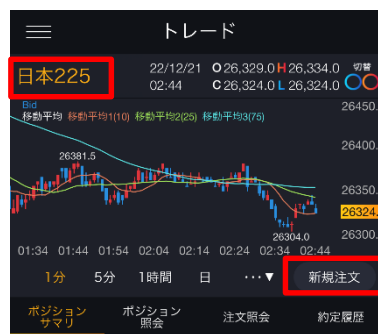 トレード
日本225
22/12/21 O 26,329.0 H 26,334.0 切替
02:44 C 26,324.0 L 26,324.0
Bid
移動平均 移動平均1(10) 移動平均2(25) 移動平均3(75)
26450.
26400.
26381.5
26350.
26324.
26304.0
26300.
01:34 01:44 01:54 02:04 02:14 02:24 02:34 02:44
1分 5分 1時間 日 ···▼ 新規注文
ポジション サマリ
ポジション 照会
注文照会
約定履歴